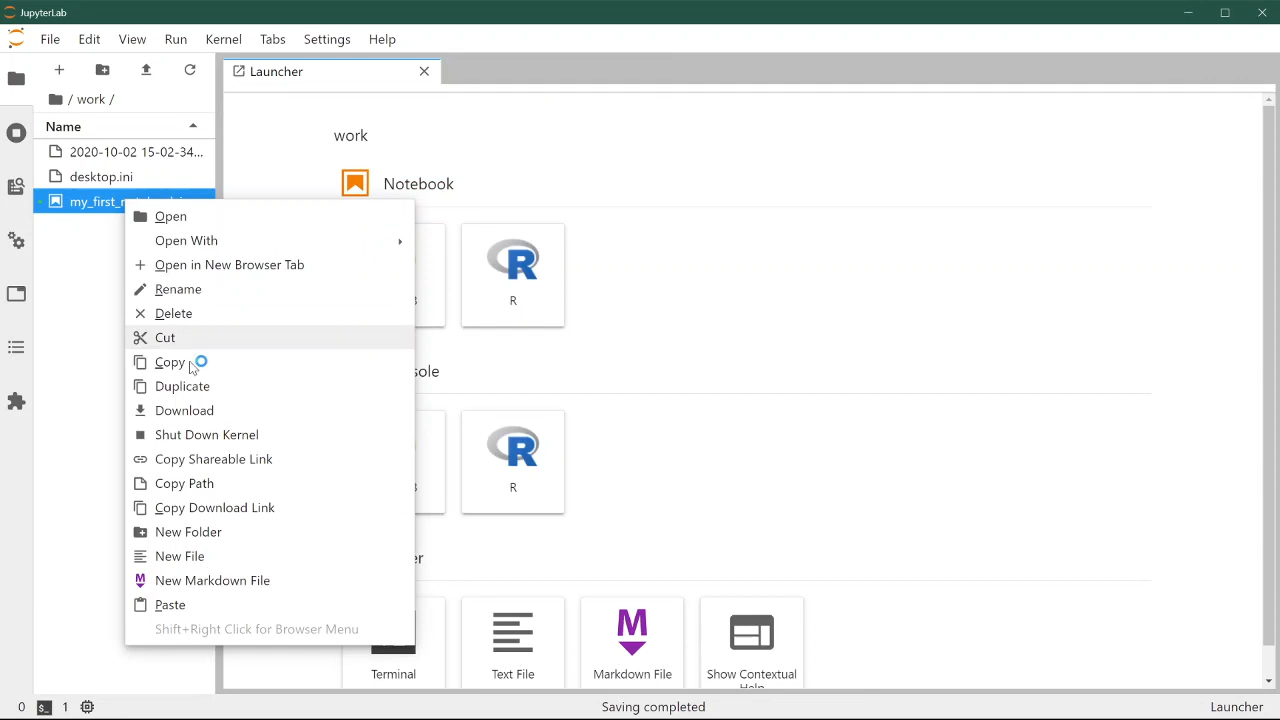 JupyterLab
File Edit View Run Kernel Tabs Settings Help
Launcher
/ work /
Name
2020-10-02 15-02-34...
desktop.ini
work
Notebook
Open
Open With
Open in New Browser Tab
Rename
Delete
Cut
Copy
Duplicate
Download
Shut Down Kernel
Copy Shareable Link
Copy Path
Copy Download Link
New Folder
New File
New Markdown File
Paste
Shift+Right Click for Browser Menu
R
R
Terminal
Text File
Markdown File
Show Contextual
Help
0 $_ 1
Saving completed
Launcher